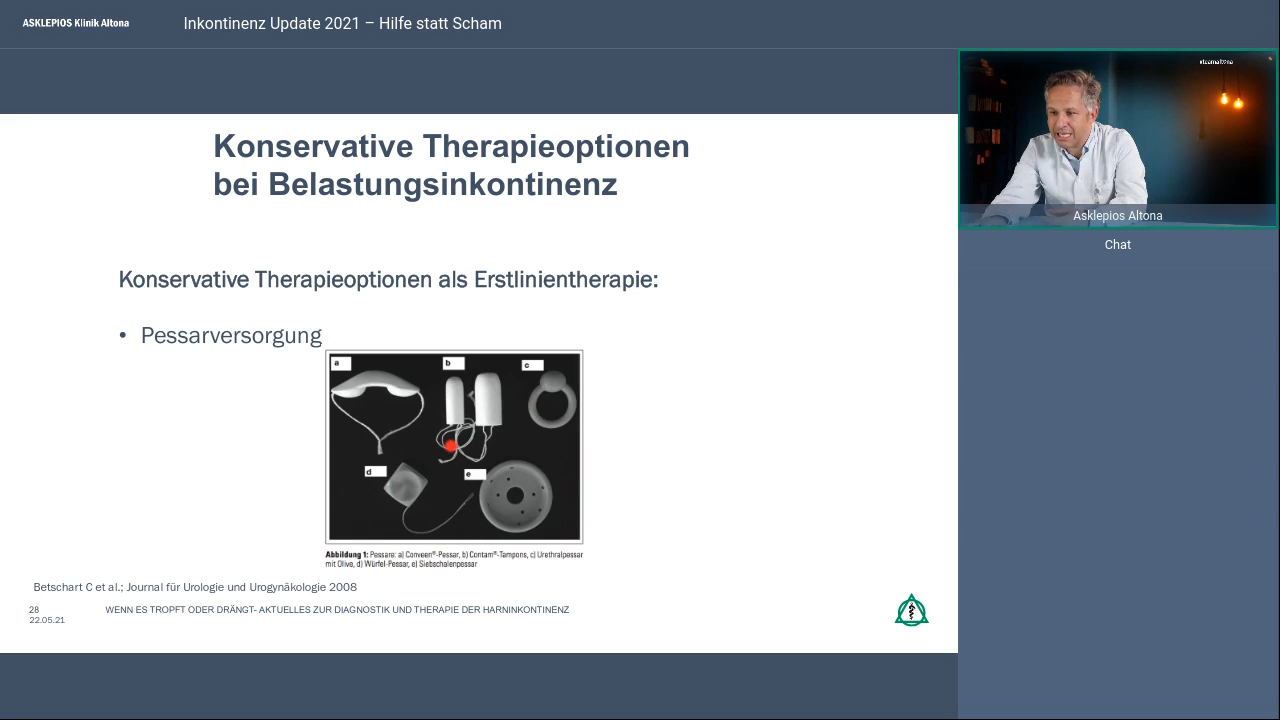 ASKLEPIOS Klinik Altona
Inkontinenz Update 2021 – Hilfe statt Scham
#teamaltona
Asklepios Altona
Chat
Konservative Therapieoptionen
bei Belastungsinkontinenz
Konservative Therapieoptionen als Erstlinientherapie:
• Pessarversorgung
a
b
c
d
e
Abbildung 1: Pessare: a) Conveen®-Pessar, b) Contam®-Tampons, c) Urethralpessar
mit Olive, d) Würfel-Pessar, e) Siebschalenpessar
Betschart C et al.; Journal für Urologie und Urogynäkologie 2008
28
WENN ES TROPFT ODER DRÄNGT- AKTUELLES ZUR DIAGNOSTIK UND THERAPIE DER HARNINKONTINENZ
22.05.21